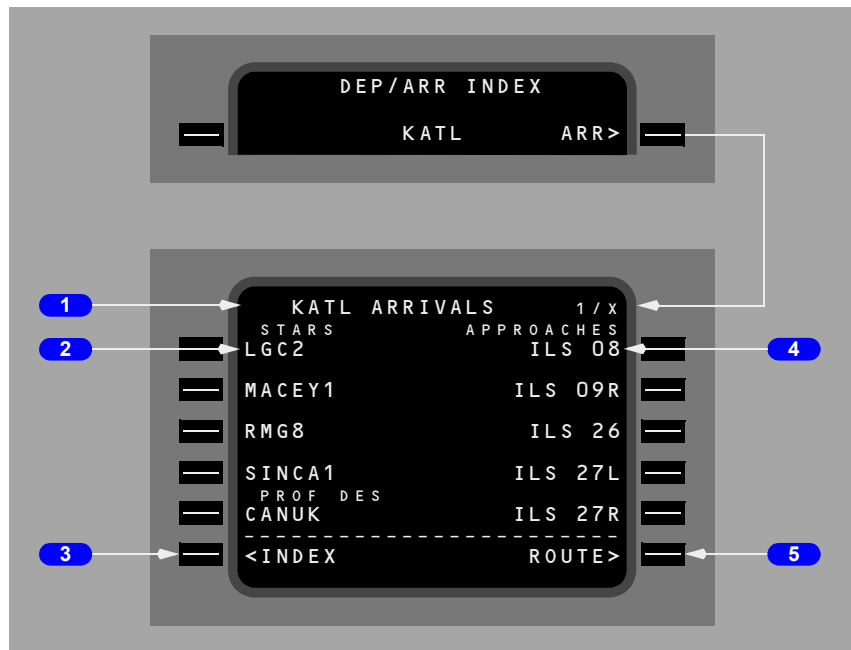 DEP/ARR INDEX
KATL ARR>
1 KATL ARRIVALS 1/X
STARS APPROACHES
2 LGC2 ILS 08 4
MACEY1 ILS 09R
RMG8 ILS 26
SINCA1 ILS 27L
PROF DES
CANUK ILS 27R
------------------------
3 <INDEX ROUTE> 5